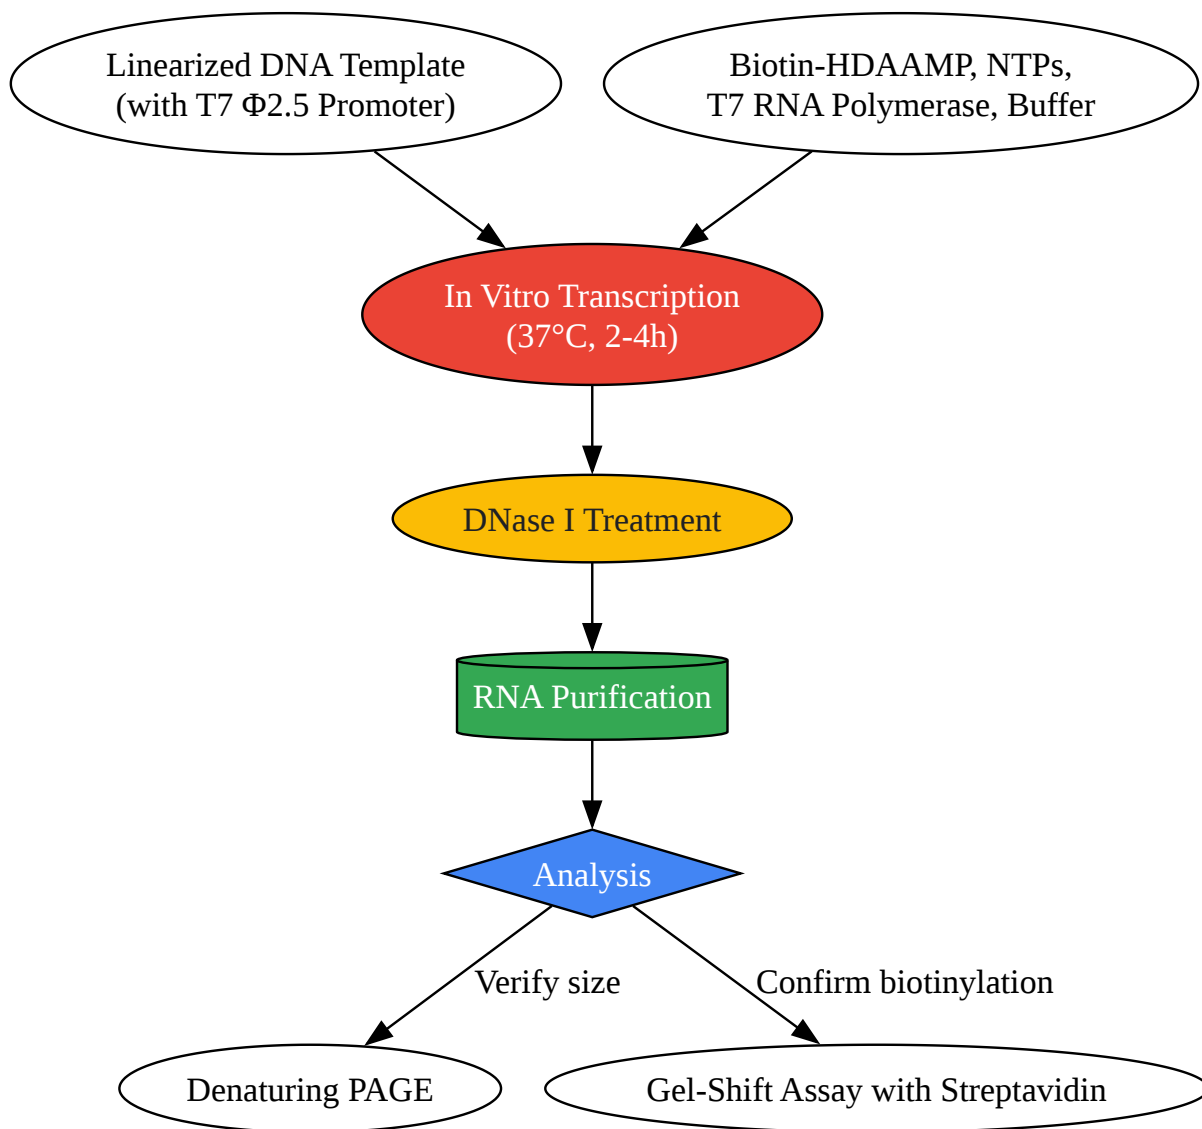 Linearized DNA Template
(with T7 Φ2.5 Promoter)
Biotin-HDAAMP, NTPs,
T7 RNA Polymerase, Buffer
In Vitro Transcription
(37°C, 2-4h)
DNase I Treatment
RNA Purification
Analysis
Verify size
Confirm biotinylation
Denaturing PAGE
Gel-Shift Assay with Streptavidin